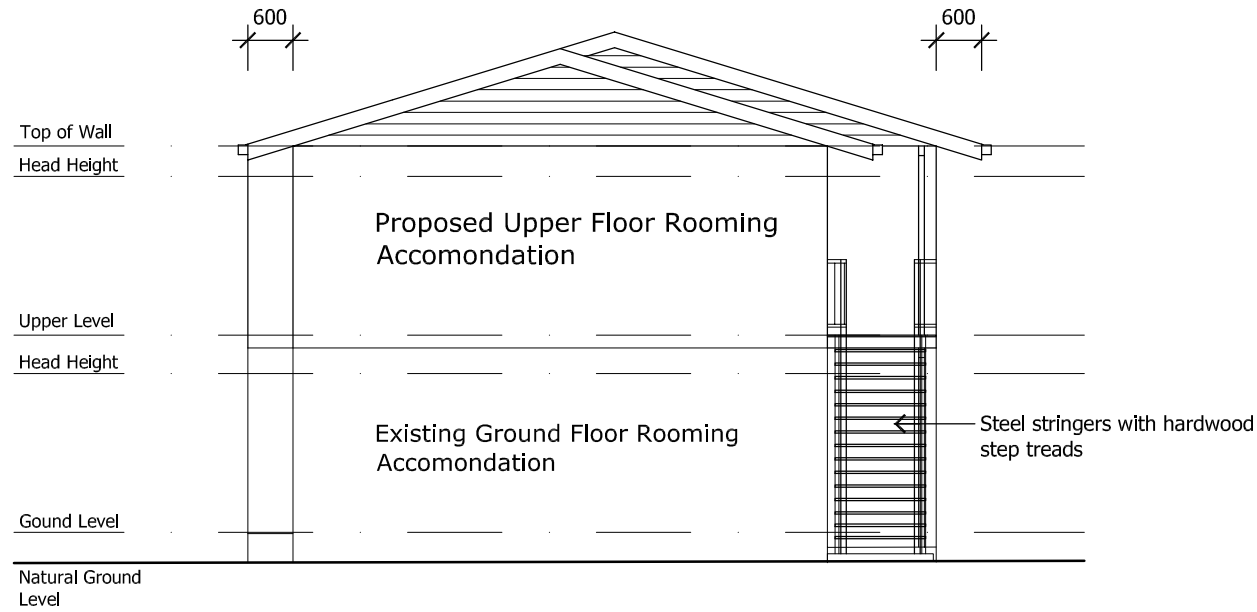 600
600
Top of Wall
Head Height
Proposed Upper Floor Rooming
Accomondation
Upper Level
Head Height
Existing Ground Floor Rooming
Accomondation
Steel stringers with hardwood
step treads
Gound Level
Natural Ground
Level